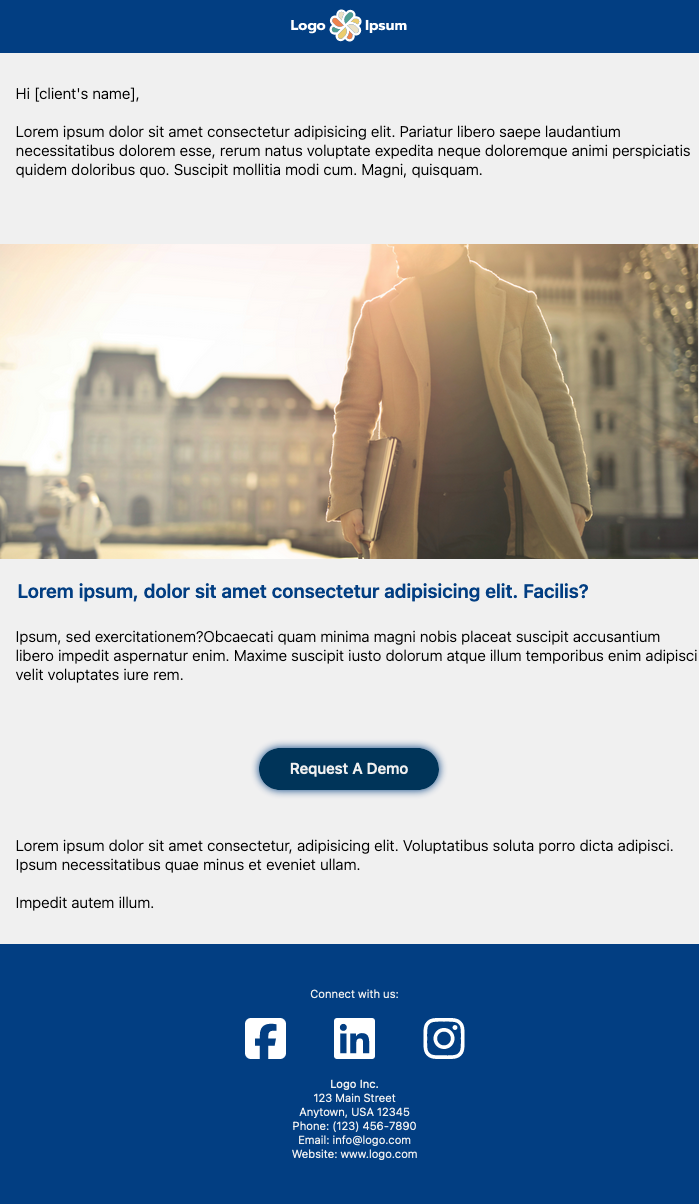 Logo Ipsum
Hi [client's name],
Lorem ipsum dolor sit amet consectetur adipisicing elit. Pariatur libero saepe laudantium
necessitatibus dolorem esse, rerum natus voluptate expedita neque doloremque animi perspiciatis
quidem doloribus quo. Suscipit mollitia modi cum. Magni, quisquam.
Lorem ipsum, dolor sit amet consectetur adipisicing elit. Facilis?
Ipsum, sed exercitationem?Obcaecati quam minima magni nobis placeat suscipit accusantium
libero impedit aspernatur enim. Maxime suscipit iusto dolorum atque illum temporibus enim adipisci
velit voluptates iure rem.
Request A Demo
Lorem ipsum dolor sit amet consectetur, adipisicing elit. Voluptatibus soluta porro dicta adipisci.
Ipsum necessitatibus quae minus et eveniet ullam.
Impedit autem illum.
Connect with us:
Logo Inc.
123 Main Street
Anytown, USA 12345
Phone: (123) 456-7890
Email: info@logo.com
Website: www.logo.com